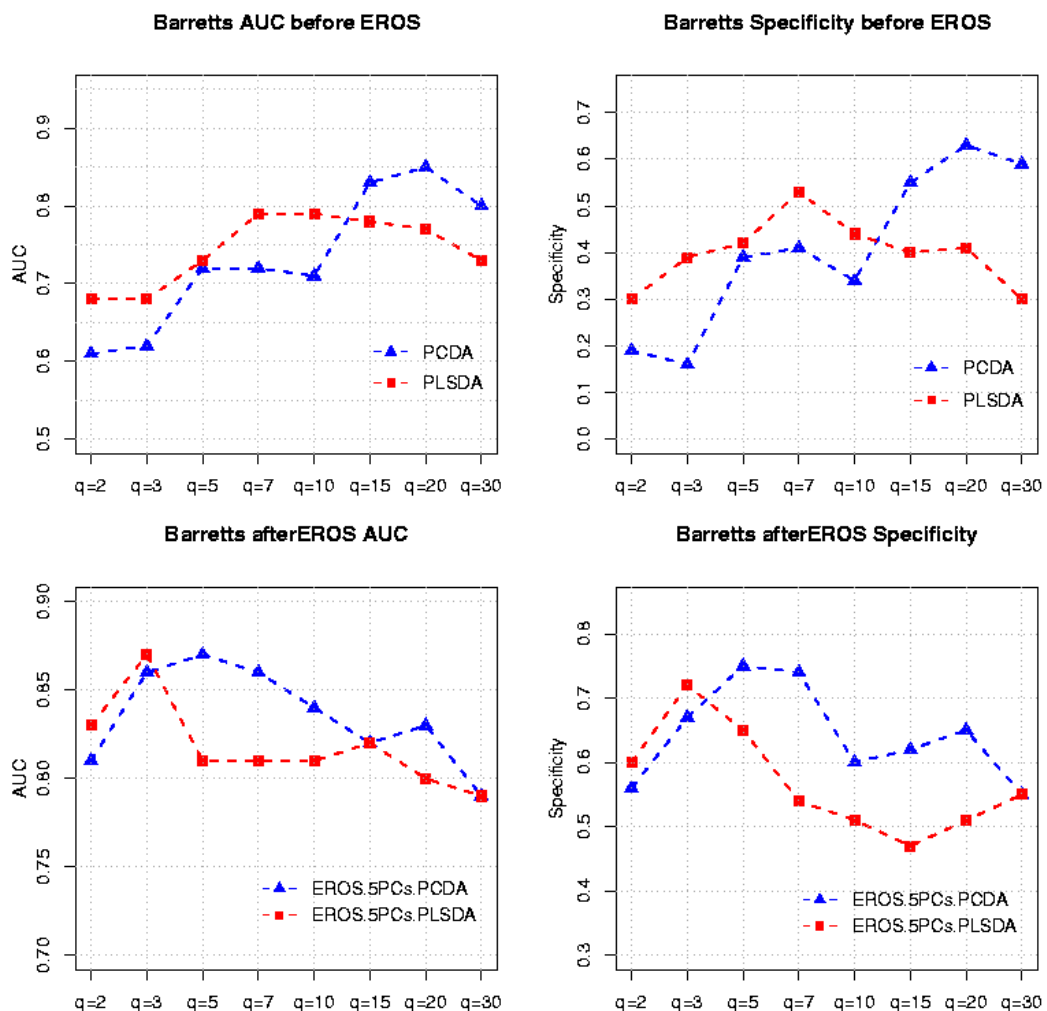 Barretts AUC before EROS
AUC
0.9
0.8
0.7
0.6
0.5
PCDA
PLSDA
q=2 q=3 q=5 q=7 q=10 q=15 q=20 q=30
Barretts Specificity before EROS
Specificity
0.7
0.6
0.5
0.4
0.3
0.2
0.1
0.0
PCDA
PLSDA
q=2 q=3 q=5 q=7 q=10 q=15 q=20 q=30
Barretts afterEROS AUC
AUC
0.90
0.85
0.80
0.75
0.70
EROS.5PCs.PCDA
EROS.5PCs.PLSDA
q=2 q=3 q=5 q=7 q=10 q=15 q=20 q=30
Barretts afterEROS Specificity
Specificity
0.8
0.7
0.6
0.5
0.4
0.3
EROS.5PCs.PCDA
EROS.5PCs.PLSDA
q=2 q=3 q=5 q=7 q=10 q=15 q=20 q=30